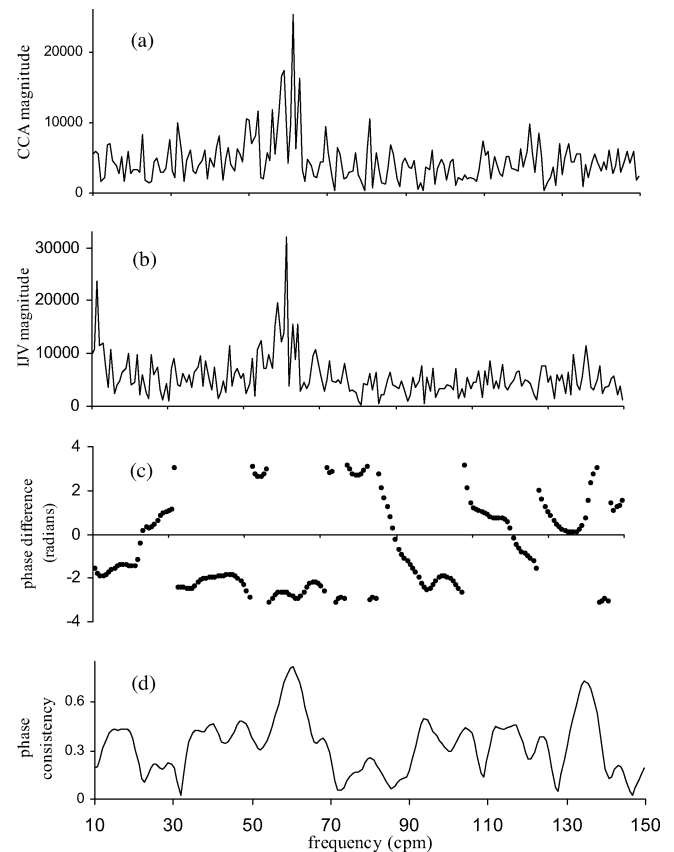 (a)
CCA magnitude
20000
10000
0
(b)
IJV magnitude
30000
20000
10000
0
(c)
phase difference
(radians)
4
2
0
-2
-4
(d)
phase
consistency
0.6
0.3
0
10 30 50 70 90 110 130 150
frequency (cpm)